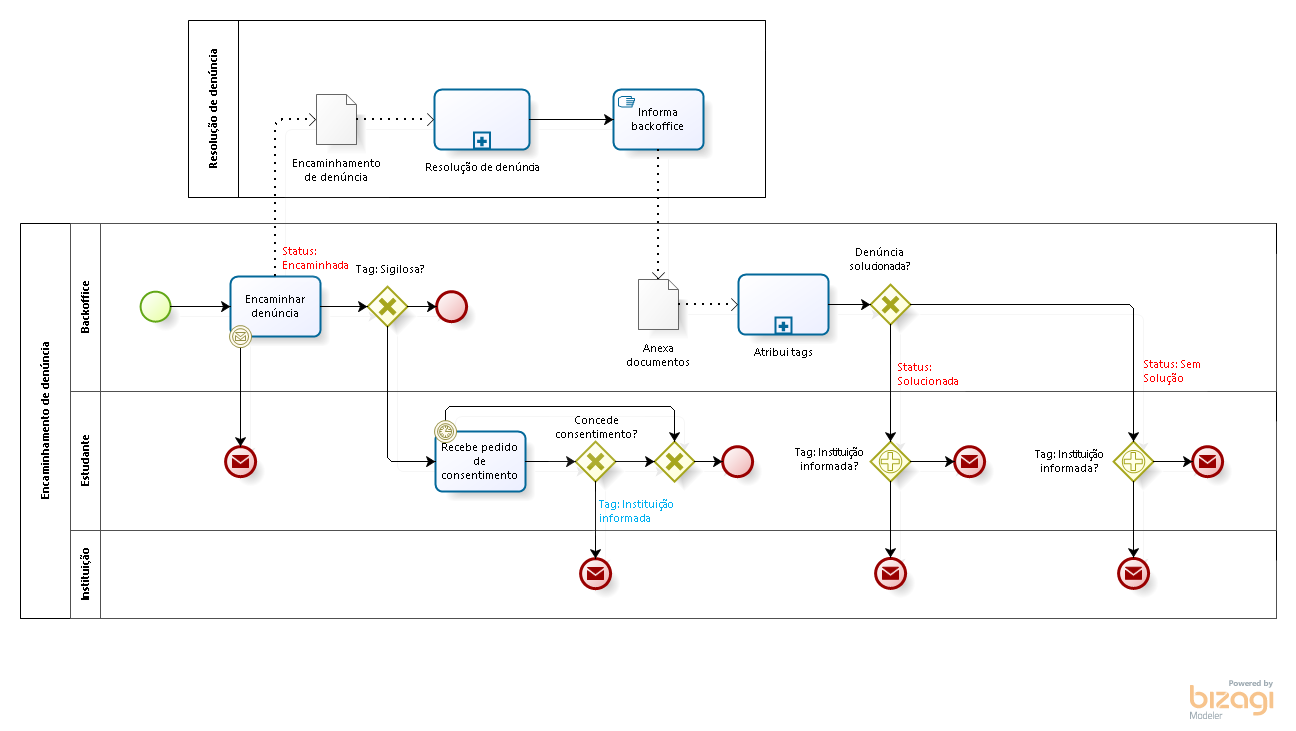 Resolução de denúncia
Encaminhamento
de denúncia
Resolução de denúncia
Informa
backoffice
Encaminhamento de denúncia
Backoffice
Status:
Encaminhada
Encaminhar
denúncia
Tag: Sigilosa?
Anexa
documentos
Atribui tags
Denúncia
solucionada?
Status:
Solucionada
Status: Sem
Solução
Estudante
Recebe pedido
de
consentimento
Concede
consentimento?
Tag: Instituição
informada
Tag: Instituição
informada?
Tag: Instituição
informada?
Instituição
Powered by
bizagi
Modeler